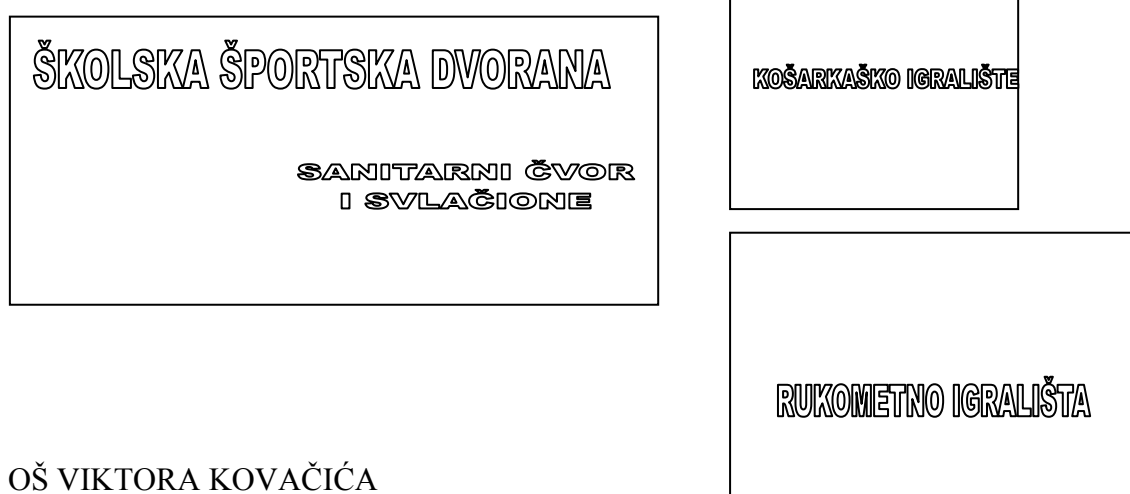 ŠKOLSKA ŠPORTSKA DVORANA
SANITARNI ČVOR
I SVLAČIONE
KOŠARKAŠKO IGRALIŠTE
RUKOMETNO IGRALIŠTA
OŠ VIKTORA KOVAČIĆA